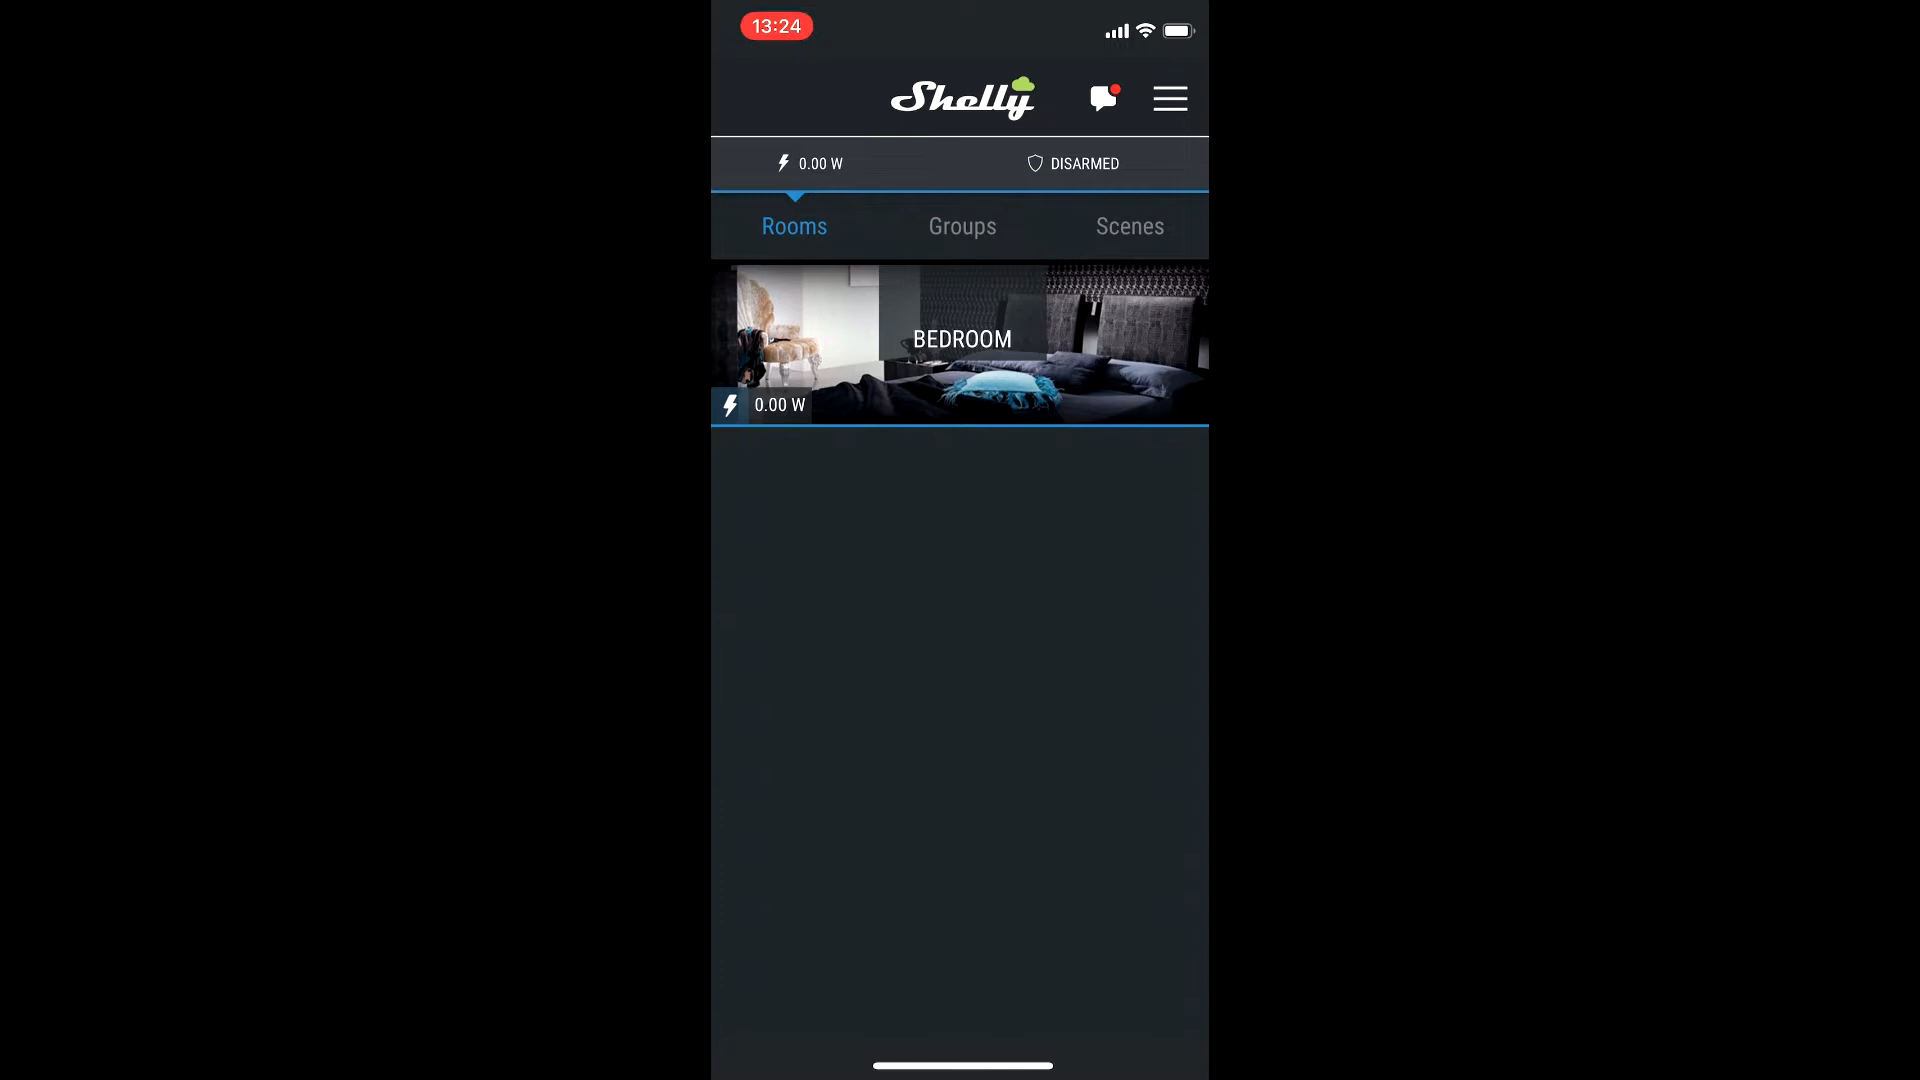 13:24
Shelly
0.00 W
DISARMED
Rooms
Groups
Scenes
BEDROOM
0.00 W